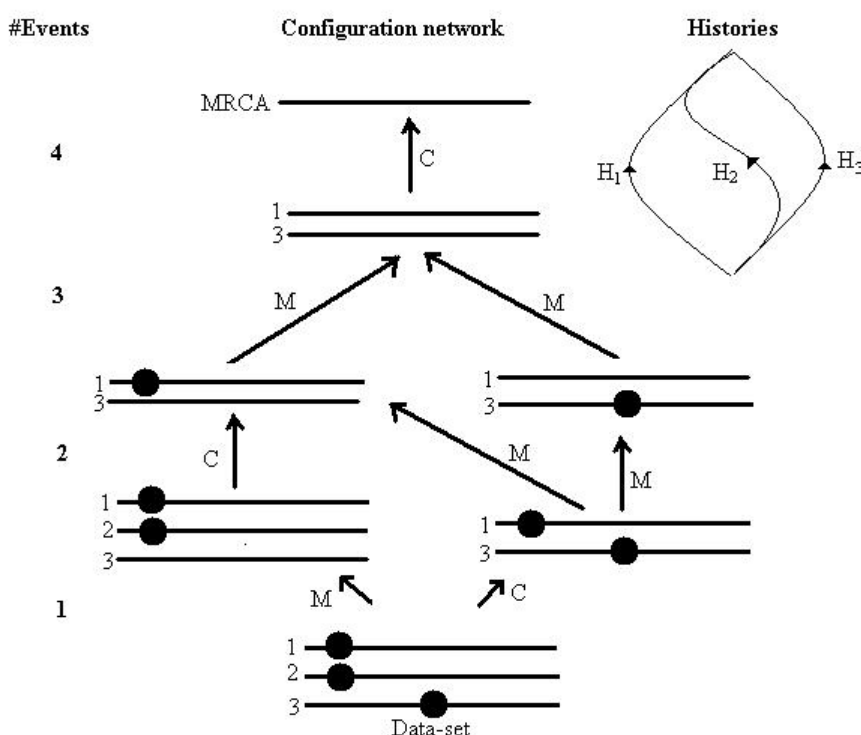 #Events Configuration network Histories
MRCA
4
C
H1 H2 H3
1
3
3
M M
1 1
3 3
2
C M M
1 1
2 3
3
1
M C
1
2
3
Data-set